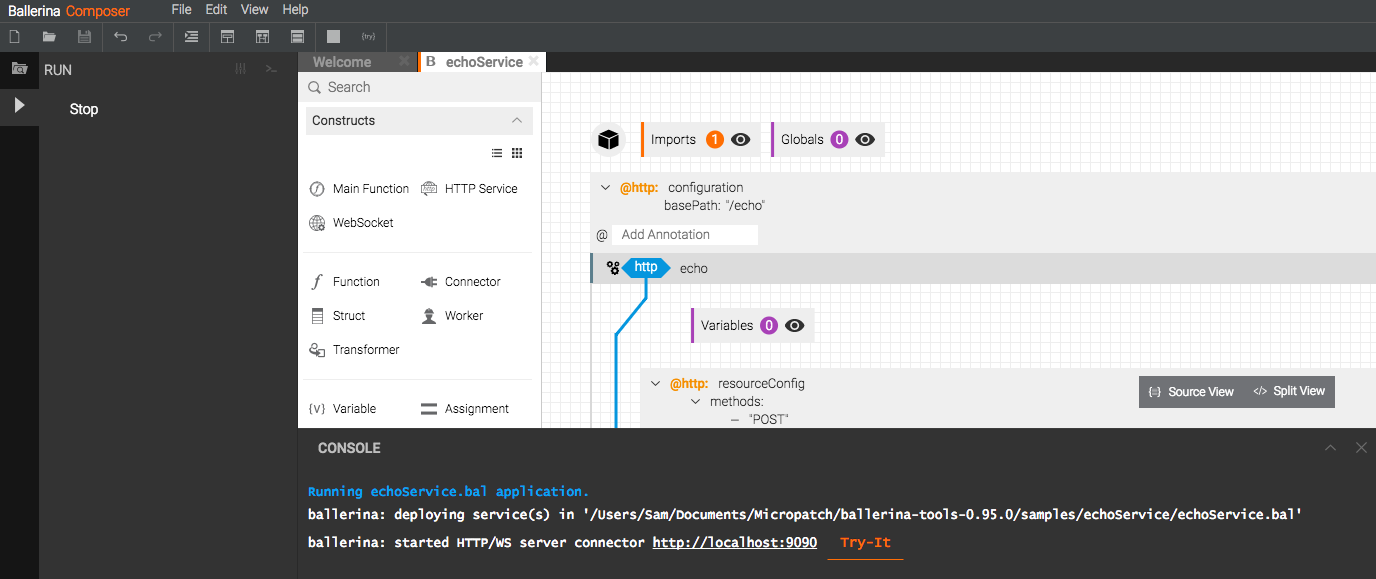 Ballerina Composer File Edit View Help
{try}
RUN
Stop
Welcome
B echoService
Search
Constructs
Main Function HTTP Service
WebSocket
Function Connector
Struct Worker
Transformer
{V} Variable Assignment
Imports 1 Globals 0
@http: configuration
basePath: "/echo"
@ Add Annotation
http echo
Variables 0
@http: resourceConfig
methods:
– "POST"
Source View </> Split View
CONSOLE
Running echoService.bal application.
ballerina: deploying service(s) in '/Users/Sam/Documents/Micropatch/ballerina-tools-0.95.0/samples/echoService/echoService.bal'
ballerina: started HTTP/WS server connector http://localhost:9090 Try-It